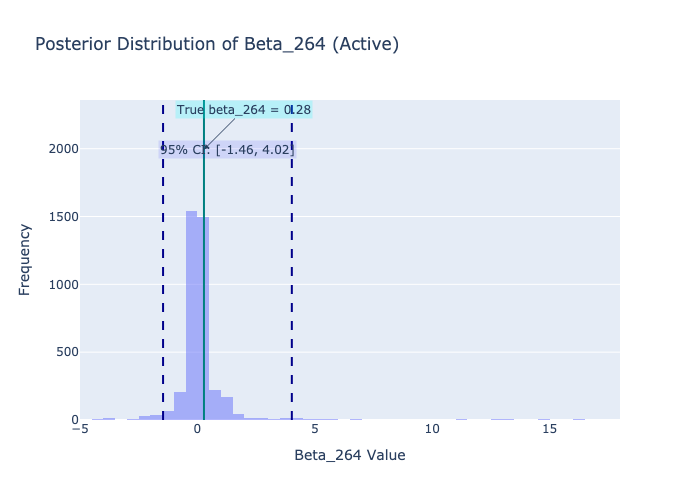 Posterior Distribution of Beta_264 (Active)
True beta_264 = 0.28
95% CI: [-1.46, 4.02]
2000
1500
1000
500
0
Frequency
−5
0
5
10
15
Beta_264 Value